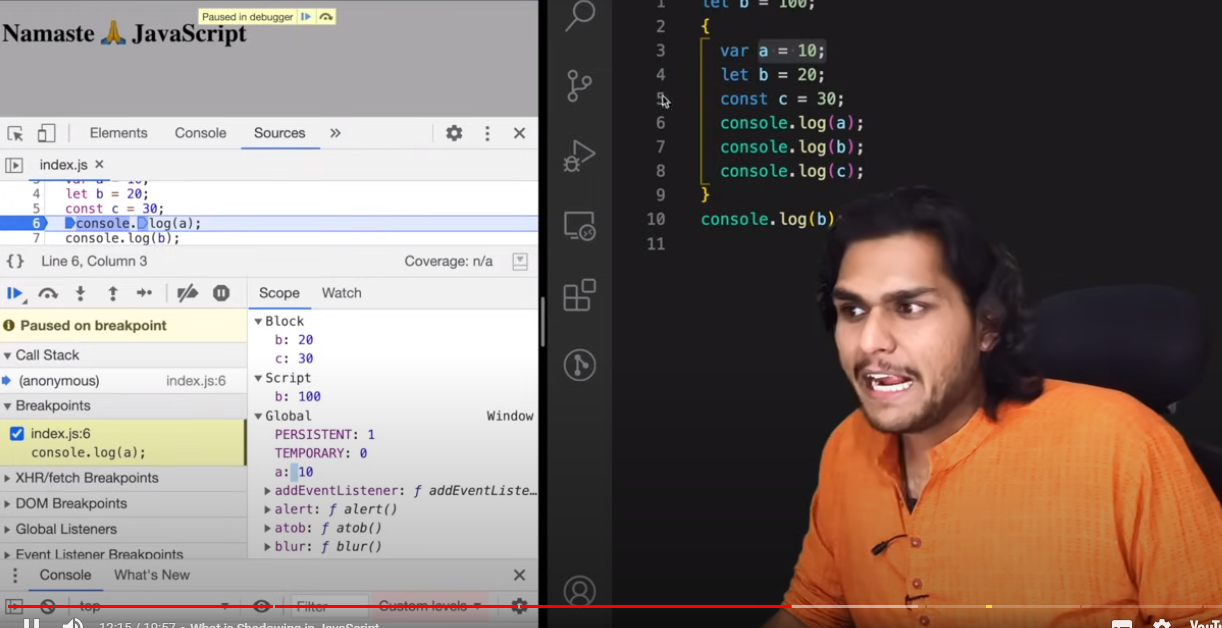 Paused in debugger
Namaste 🙏 JavaScript
Elements Console Sources »
index.js ×
3 var a = 10;
4 let b = 20;
5 const c = 30;
6 console.log(a);
7 console.log(b);
{} Line 6, Column 3 Coverage: n/a
Scope Watch
Paused on breakpoint
Call Stack
(anonymous) index.js:6
Breakpoints
index.js:6
console.log(a);
XHR/fetch Breakpoints
DOM Breakpoints
Global Listeners
Event Listener Breakpoints
Block
b: 20
c: 30
Script
b: 100
Global Window
PERSISTENT: 1
TEMPORARY: 0
a: 10
addEventListener: ƒ addEventListe…
alert: ƒ alert()
atob: ƒ atob()
blur: ƒ blur()
Console What's New
top Filter Custom levels
12:15 / 19:57 • What is Shadowing in JavaScript
1 let b = 100;
2 {
3 var a = 10;
4 let b = 20;
5 const c = 30;
6 console.log(a);
7 console.log(b);
8 console.log(c);
9 }
10 console.log(b)
11
YouT